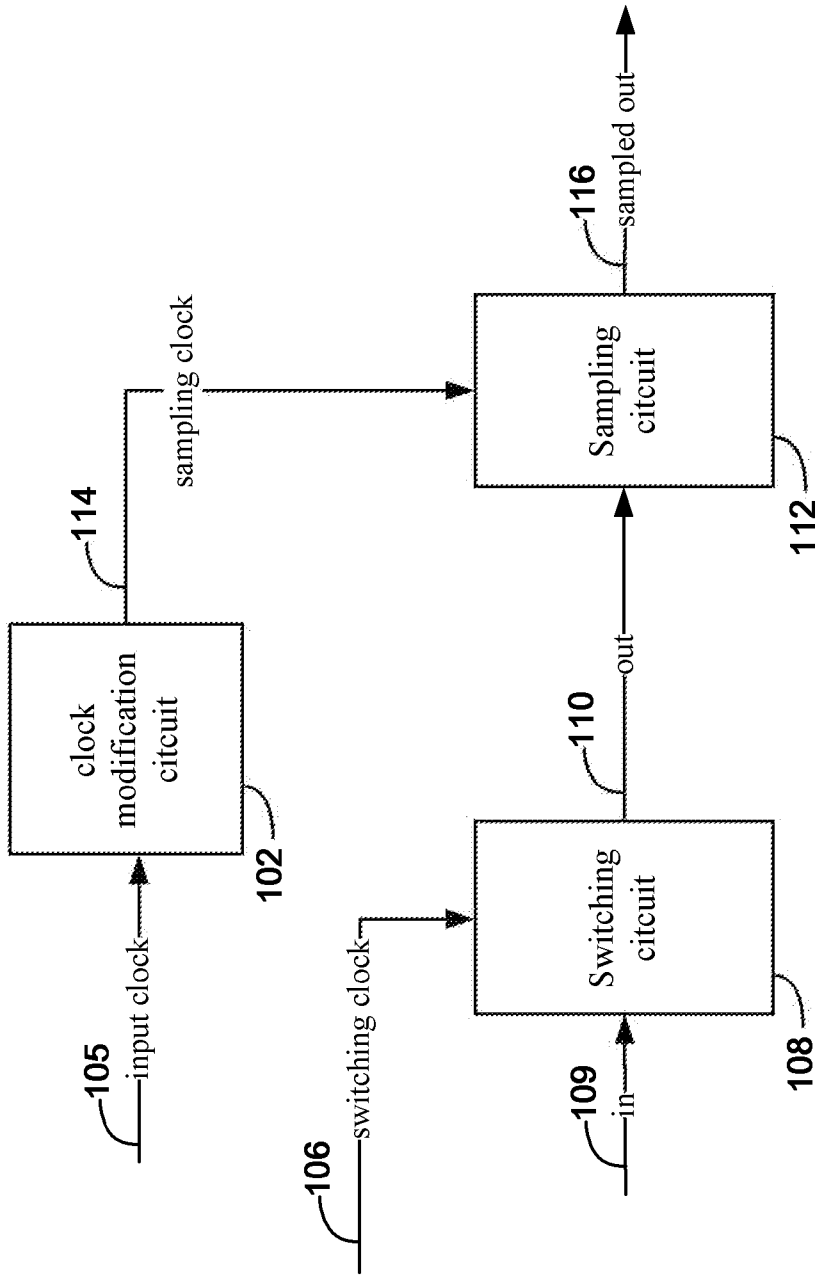 105
input clock
clock
modification
citcuit
102
114
sampling clock
106
switching clock
109
in
Switching
citcuit
108
110
out
Sampling
citcuit
112
116
sampled out